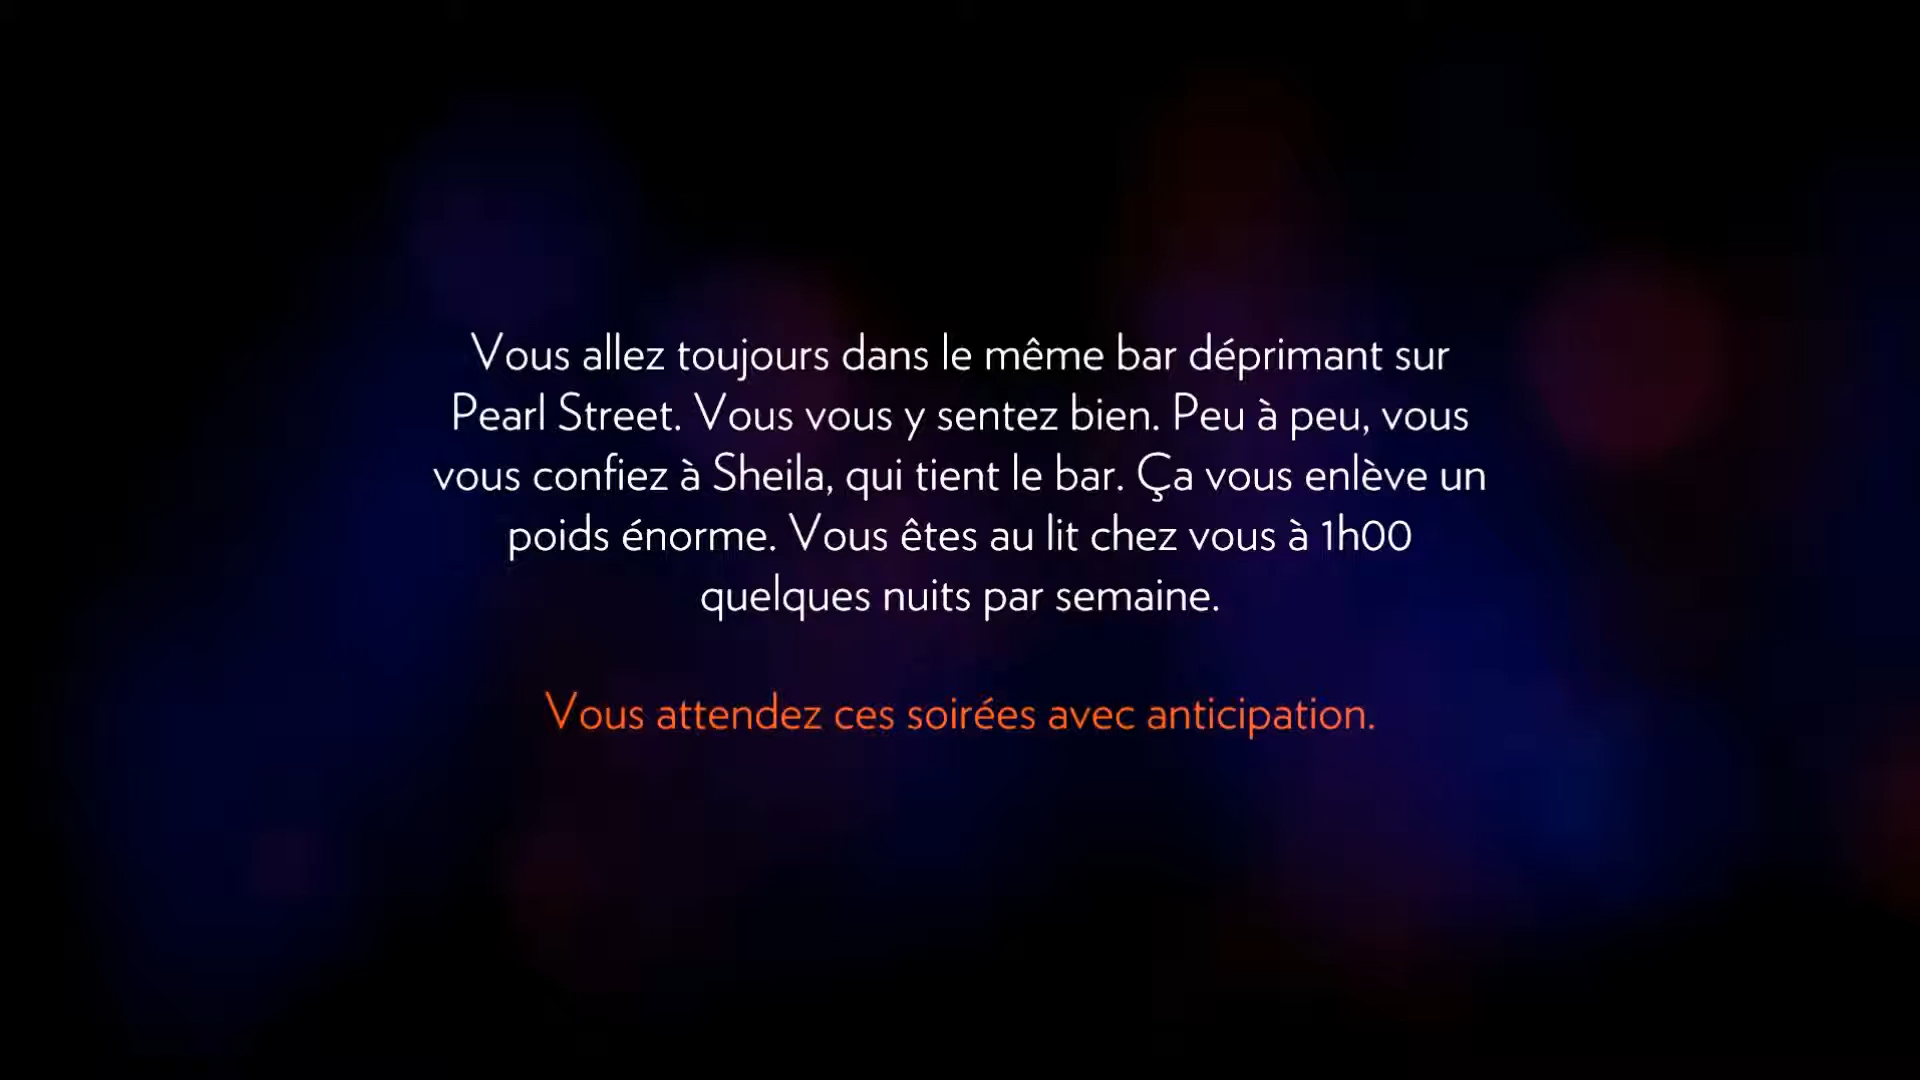 Vous allez toujours dans le même bar déprimant sur
Pearl Street. Vous vous y sentez bien. Peu à peu, vous
vous confiez à Sheila, qui tient le bar. Ça vous enlève un
poids énorme. Vous êtes au lit chez vous à 1h00
quelques nuits par semaine.
Vous attendez ces soirées avec anticipation.